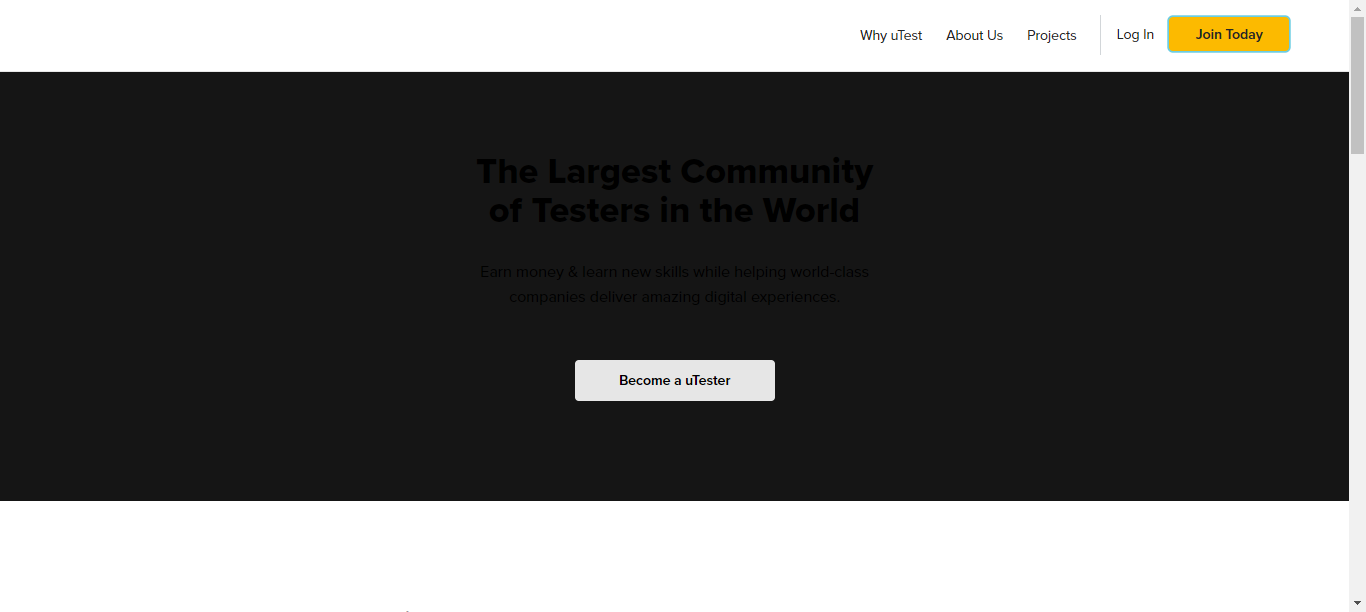 Why uTest
About Us
Projects
Log In
Join Today
The Largest Community
of Testers in the World
Earn money & learn new skills while helping world-class
companies deliver amazing digital experiences.
Become a uTester